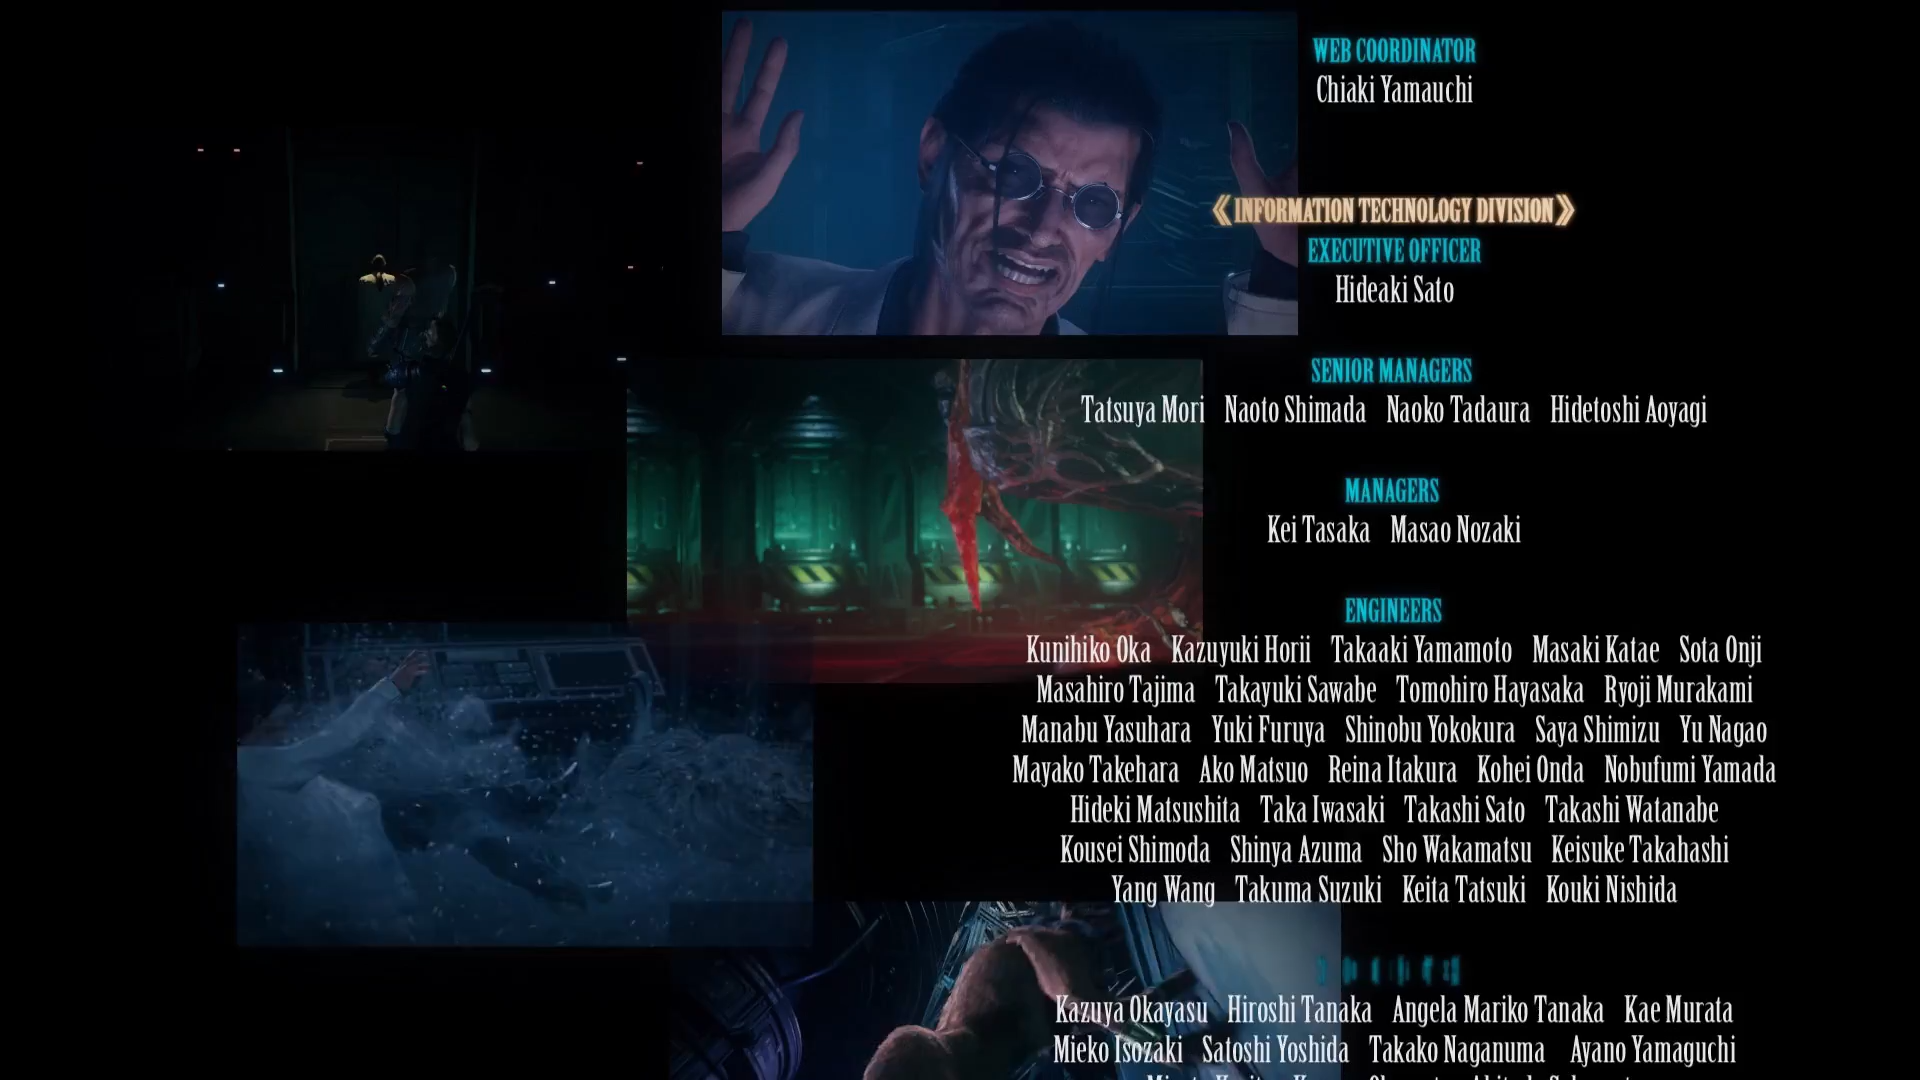 WEB COORDINATOR
Chiaki Yamauchi
《INFORMATION TECHNOLOGY DIVISION》
EXECUTIVE OFFICER
Hideaki Sato
SENIOR MANAGERS
Tatsuya Mori Naoto Shimada Naoko Tadaura Hidetoshi Aoyagi
MANAGERS
Kei Tasaka Masao Nozaki
ENGINEERS
Kunihiko Oka Kazuyuki Horii Takaaki Yamamoto Masaki Katae Sota Onji
Masahiro Tajima Takayuki Sawabe Tomohiro Hayasaka Ryoji Murakami
Manabu Yasuhara Yuki Furuya Shinobu Yokokura Saya Shimizu Yu Nagao
Mayako Takehara Ako Matsuo Reina Itakura Kohei Onda Nobufumi Yamada
Hideki Matsushita Taka Iwasaki Takashi Sato Takashi Watanabe
Kousei Shimoda Shinya Azuma Sho Wakamatsu Keisuke Takahashi
Yang Wang Takuma Suzuki Keita Tatsuki Kouki Nishida
Kazuya Okayasu Hiroshi Tanaka Angela Mariko Tanaka Kae Murata
Mieko Isozaki Satoshi Yoshida Takako Naganuma Ayano Yamaguchi